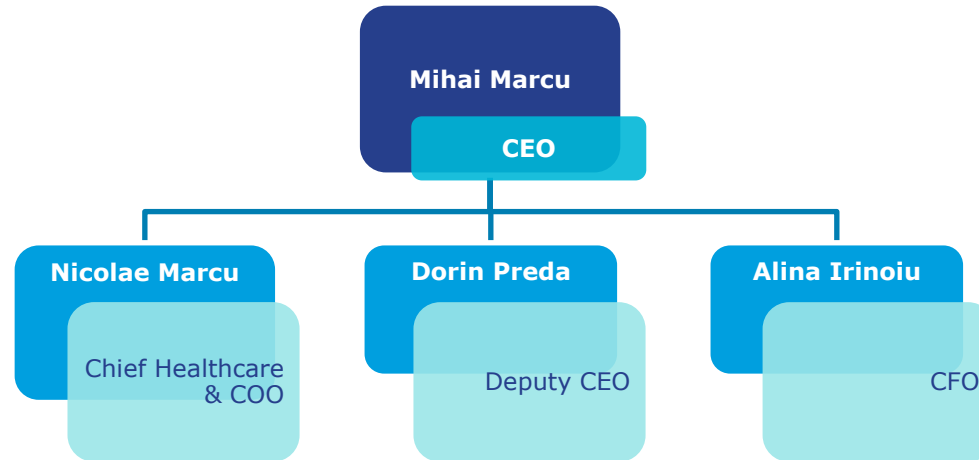 Mihai Marcu
CEO
Nicolae Marcu
Chief Healthcare
& COO
Dorin Preda
Deputy CEO
Alina Irinoiu
CFO